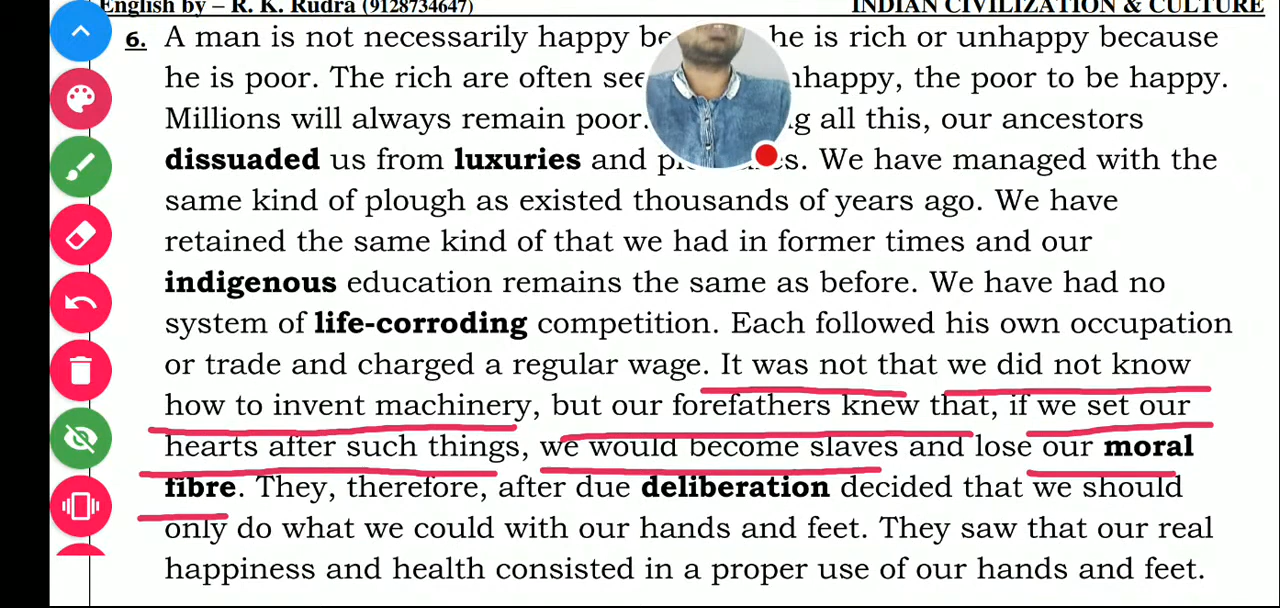 English by – R. K. Rudra (9128734647) INDIAN CIVILIZATION & CULTURE
6. A man is not necessarily happy he is rich or unhappy because
he is poor. The rich are often the poor to be happy.
Millions will always remain poor. all this, our ancestors
dissuaded us from luxuries and We have managed with the
same kind of plough as existed thousands of years ago. We have
retained the same kind of that we had in former times and our
indigenous education remains the same as before. We have had no
system of life-corroding competition. Each followed his own occupation
or trade and charged a regular wage. It was not that we did not know
how to invent machinery, but our forefathers knew that, if we set our
hearts after such things, we would become slaves and lose our moral
fibre. They, therefore, after due deliberation decided that we should
only do what we could with our hands and feet. They saw that our real
happiness and health consisted in a proper use of our hands and feet.